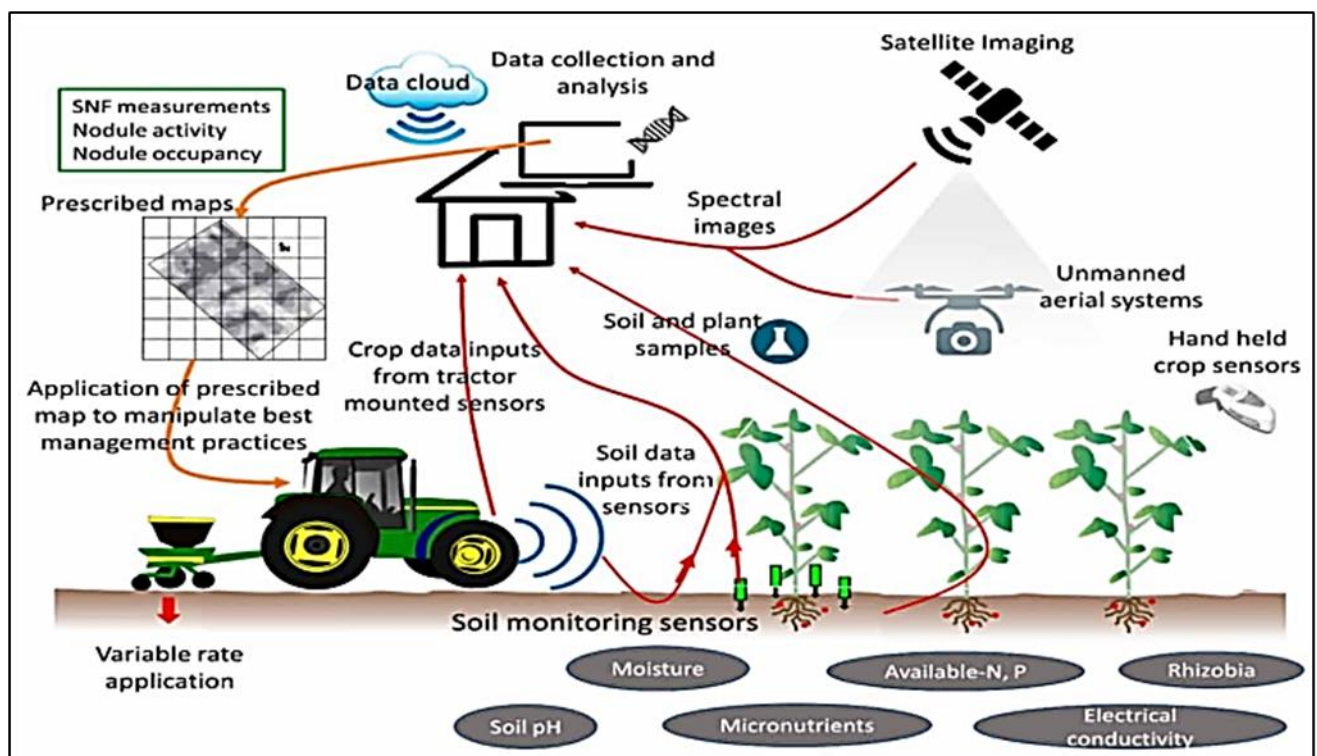 Satellite Imaging
Data collection and
analysis
Data cloud
SNF measurements
Nodule activity
Nodule occupancy
Prescribed maps
Spectral
images
Unmanned
aerial systems
Soil and plant
samples
Hand held
crop sensors
Crop data inputs
from tractor
mounted sensors
Application of prescribed
map to manipulate best
management practices
Soil data
inputs from
sensors
Soil monitoring sensors
Variable rate
application
Moisture
Available-N, P
Rhizobia
Soil pH
Micronutrients
Electrical
conductivity